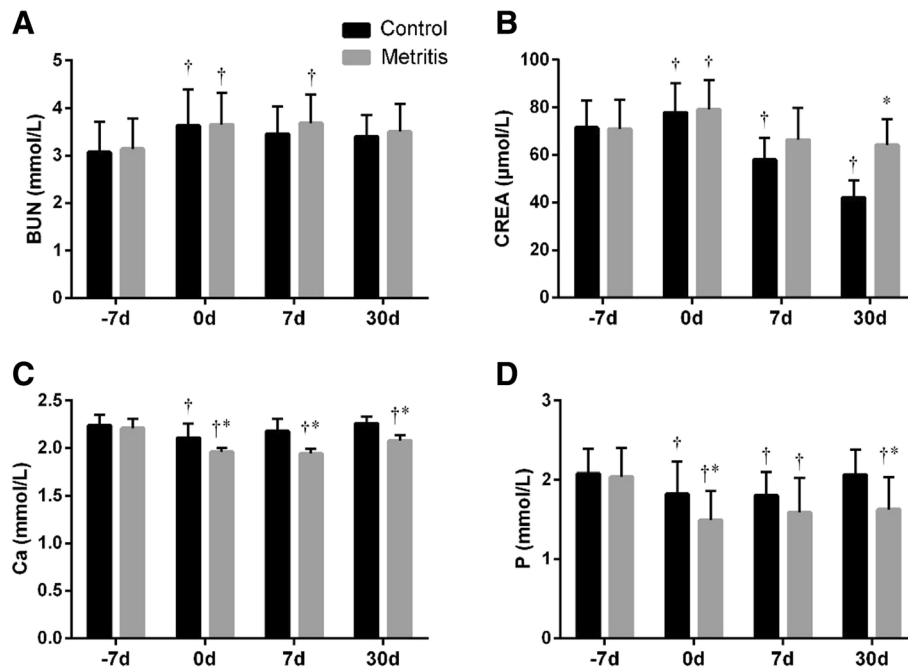 A
Control
Metritis
BUN (mmol/L)
5
4
3
2
1
0
† † †
-7d 0d 7d 30d
B
CREA (µmol/L)
100
80
60
40
20
0
† † † † *
-7d 0d 7d 30d
C
Ca (mmol/L)
2.5
2.0
1.5
1.0
0.5
0.0
† †* †* †*
-7d 0d 7d 30d
D
P (mmol/L)
3
2
1
0
† †* † † †*
-7d 0d 7d 30d